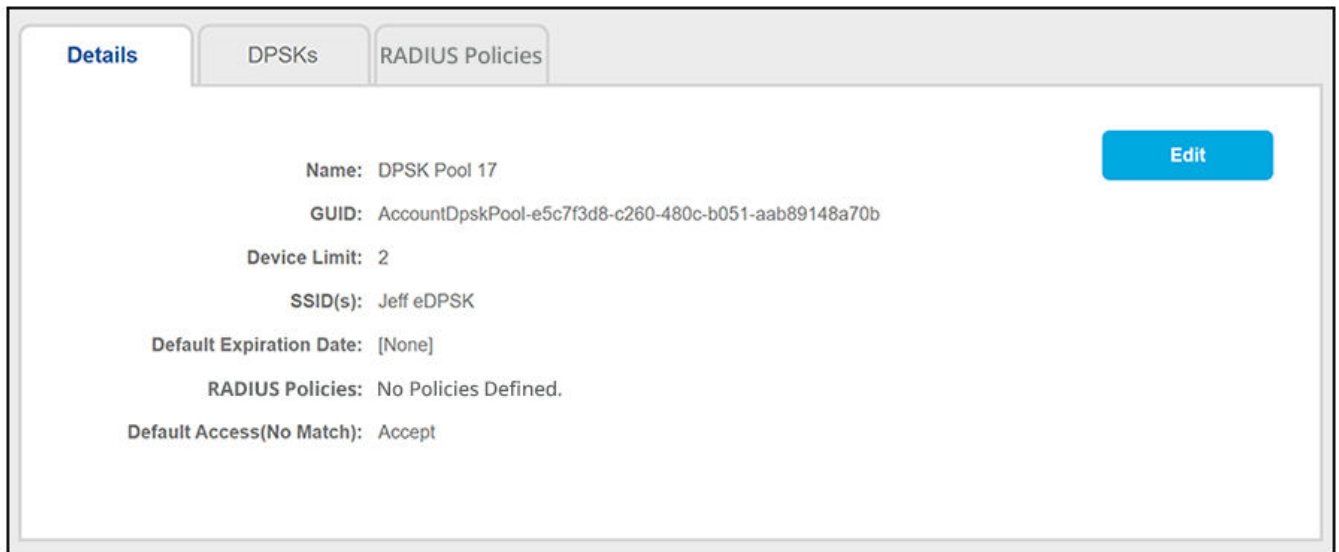 Details DPSKs RADIUS Policies
Edit
Name: DPSK Pool 17
GUID: AccountDpskPool-e5c7f3d8-c260-480c-b051-aab89148a70b
Device Limit: 2
SSID(s): Jeff eDPSK
Default Expiration Date: [None]
RADIUS Policies: No Policies Defined.
Default Access(No Match): Accept